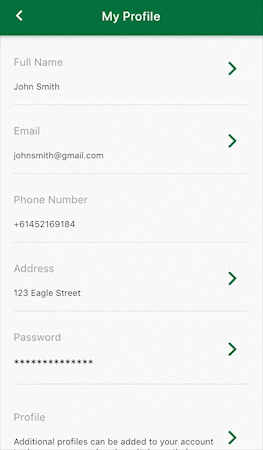 My Profile
Full Name
John Smith
Email
johnsmith@gmail.com
Phone Number
+61452169184
Address
123 Eagle Street
Password
**************
Profile
Additional profiles can be added to your account